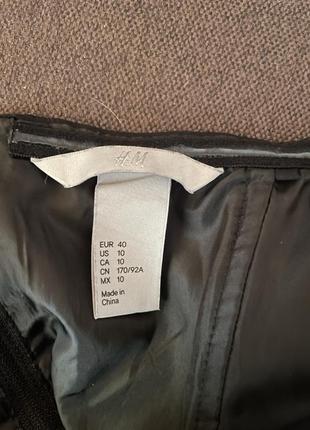 H&M
EUR 40
US 10
CA 10
CN 170/92A
MX 10
Made in
China